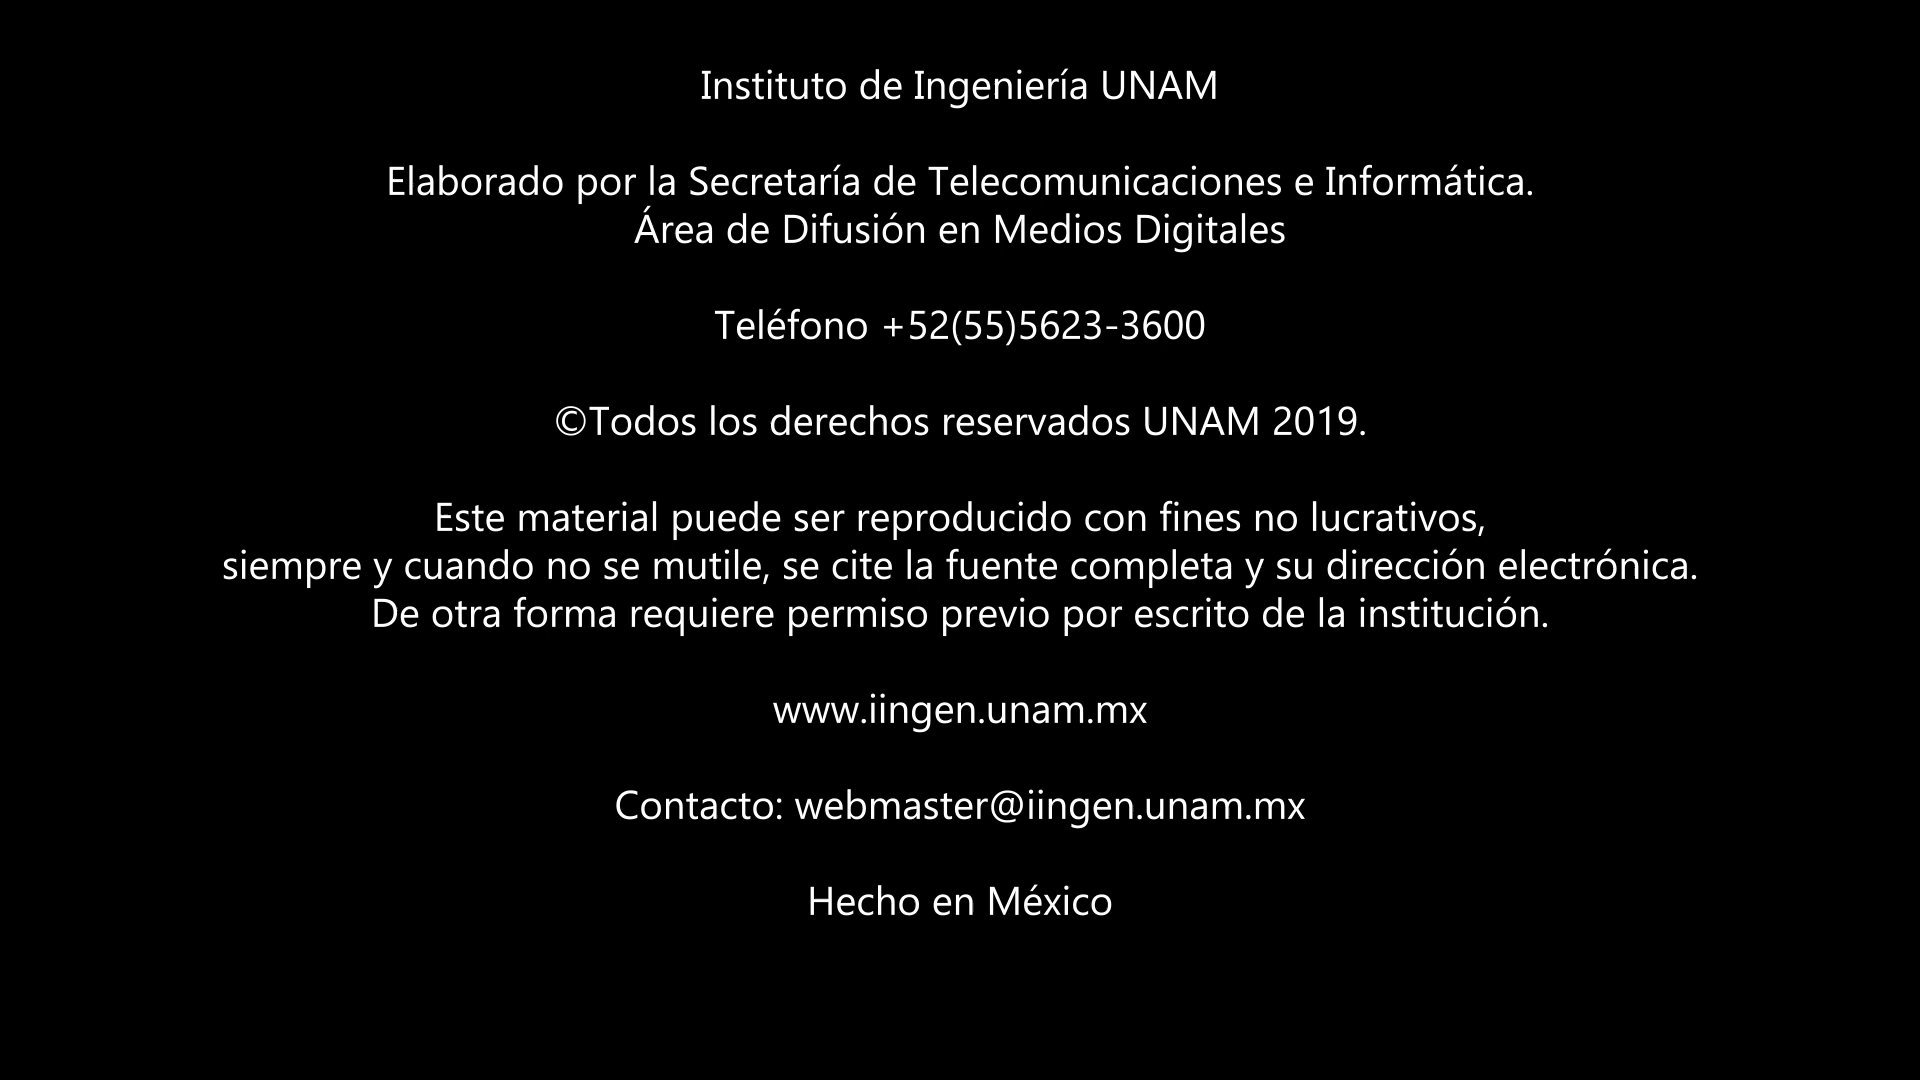 Instituto de Ingeniería UNAM
Elaborado por la Secretaría de Telecomunicaciones e Informática.
Área de Difusión en Medios Digitales
Teléfono +52(55)5623-3600
©Todos los derechos reservados UNAM 2019.
Este material puede ser reproducido con fines no lucrativos,
siempre y cuando no se mutile, se cite la fuente completa y su dirección electrónica.
De otra forma requiere permiso previo por escrito de la institución.
www.iingen.unam.mx
Contacto: webmaster@iingen.unam.mx
Hecho en México